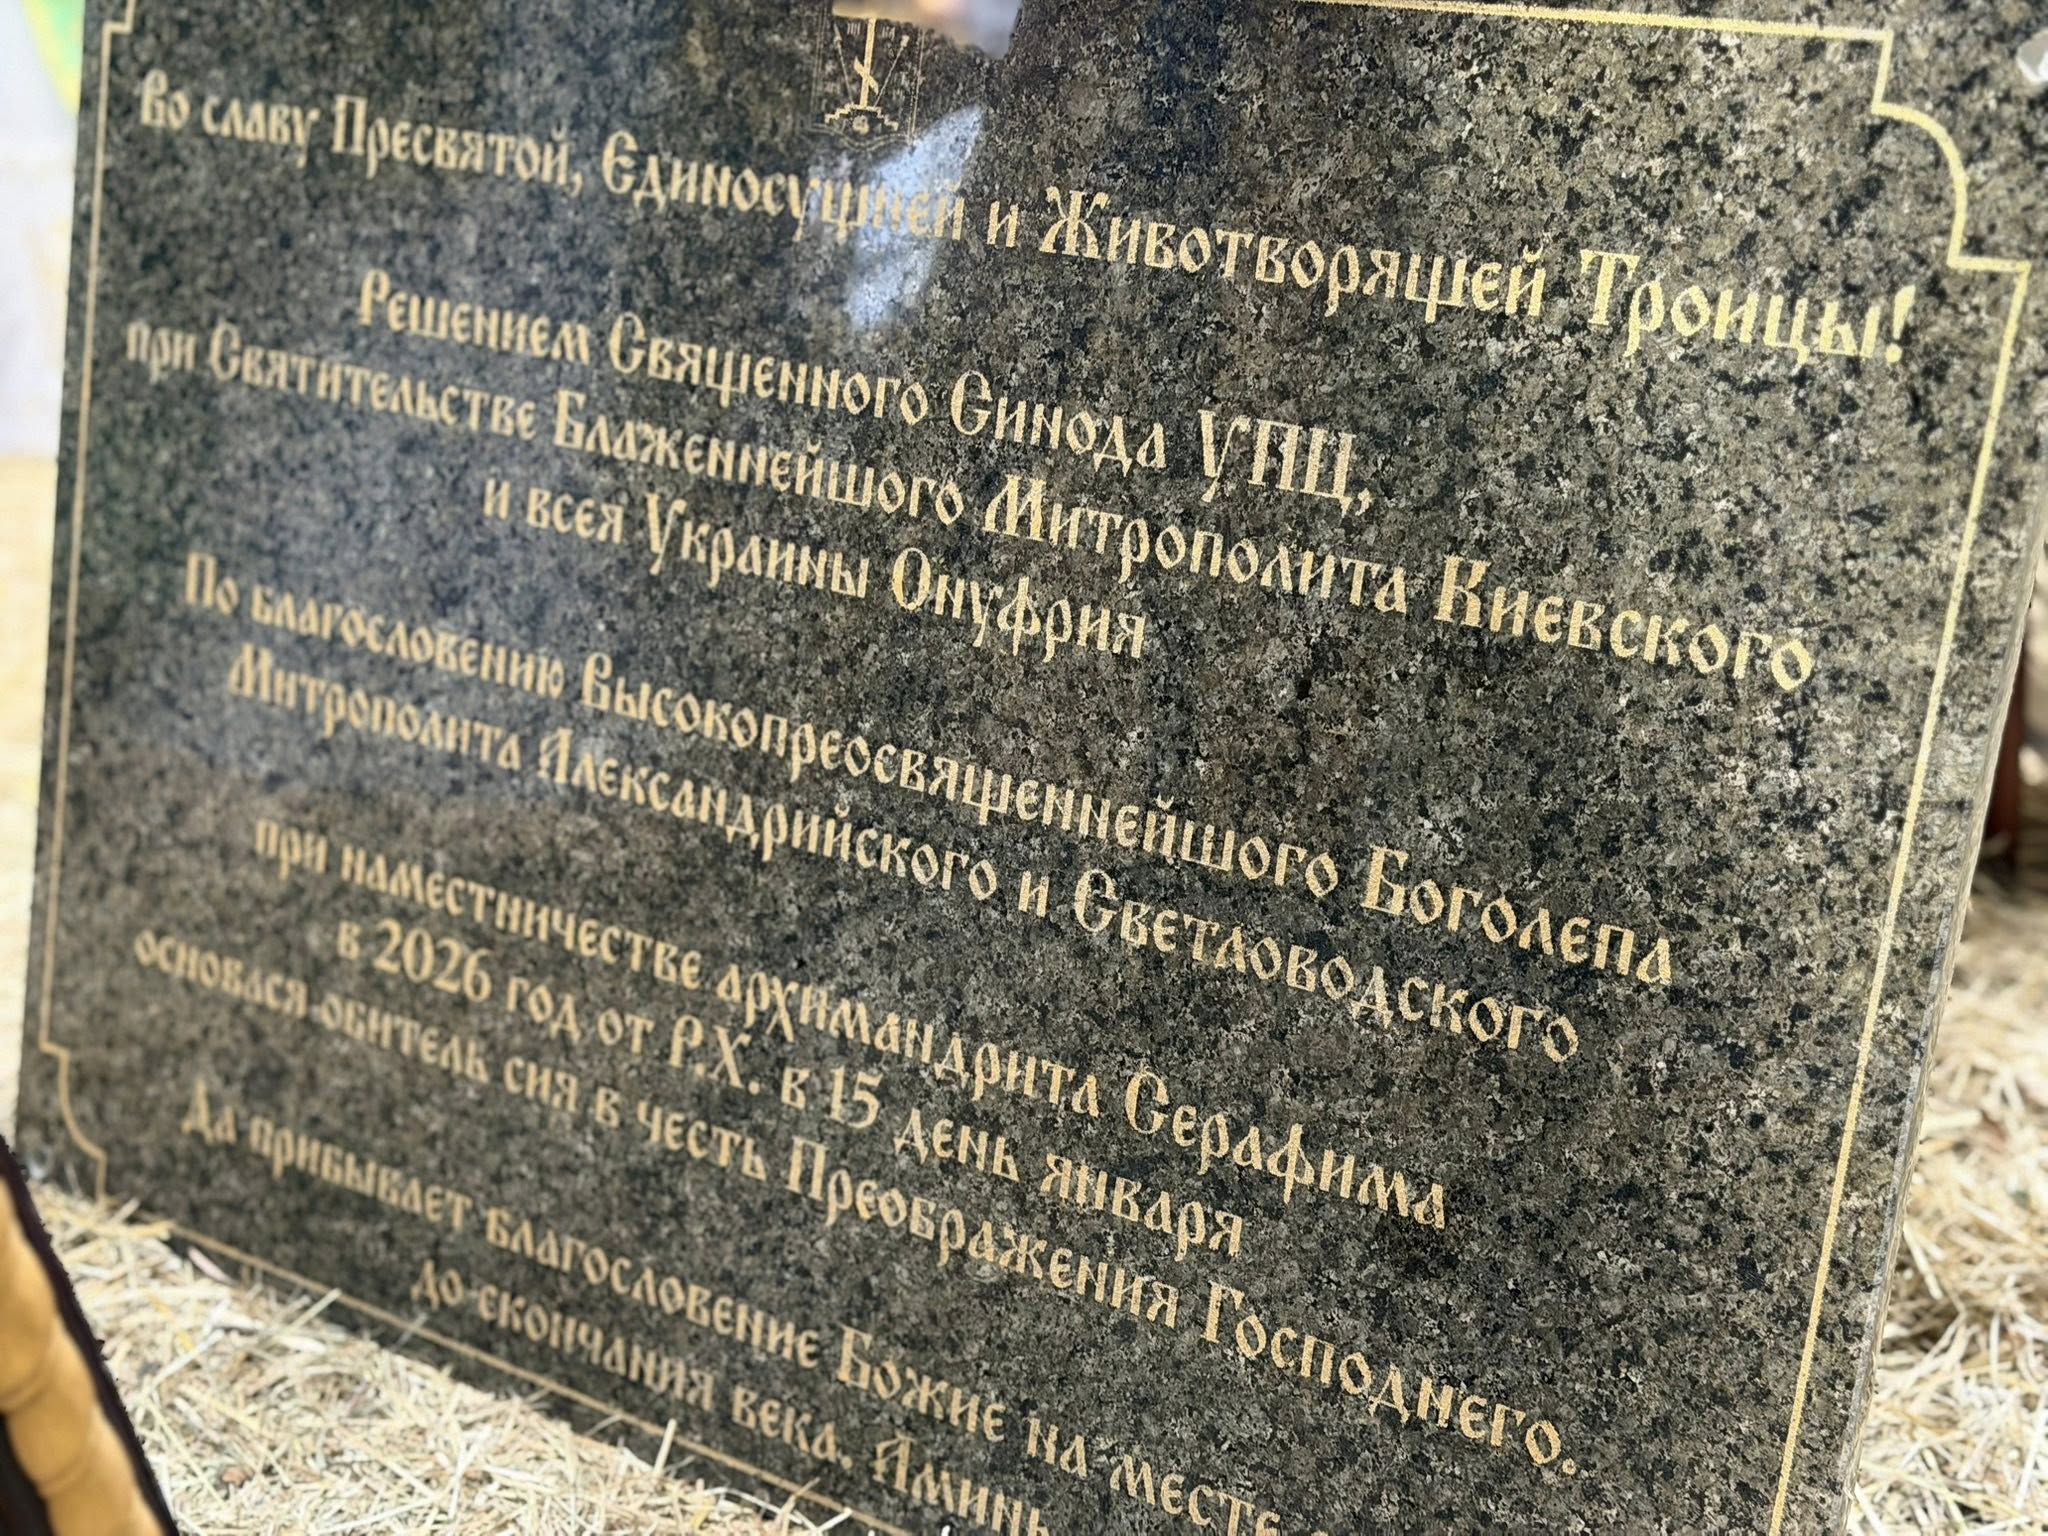 Во славу Пресвятой, Единосущней и Животворящей Троицы!
Решением Священного Синода УПЦ,
при Святительстве Блаженнейшого Митрополита Киевского
и всея Украины Онуфрия
По благословению Высокопреосвященнейшого Боголепа
Митрополита Александрийского и Светловодского
при наместничестве архимандрита Серафима
в 2026 год от Р.Х. в 15 день января
основася обитель сия в честь Преображения Господнего.
Да прибывает благословение Божие на месте
до скончания века. Аминь